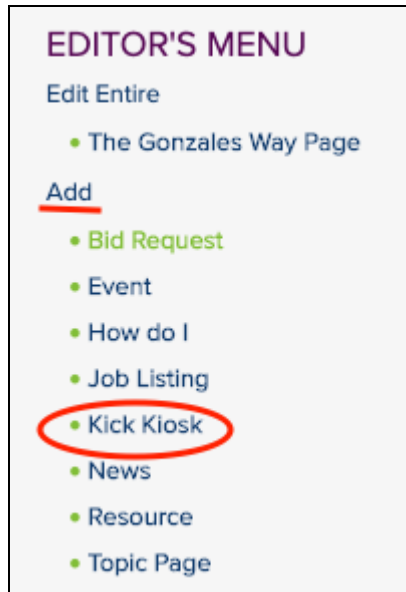 EDITOR'S MENU
Edit Entire
• The Gonzales Way Page
Add
• Bid Request
• Event
• How do I
• Job Listing
• Kick Kiosk
• News
• Resource
• Topic Page